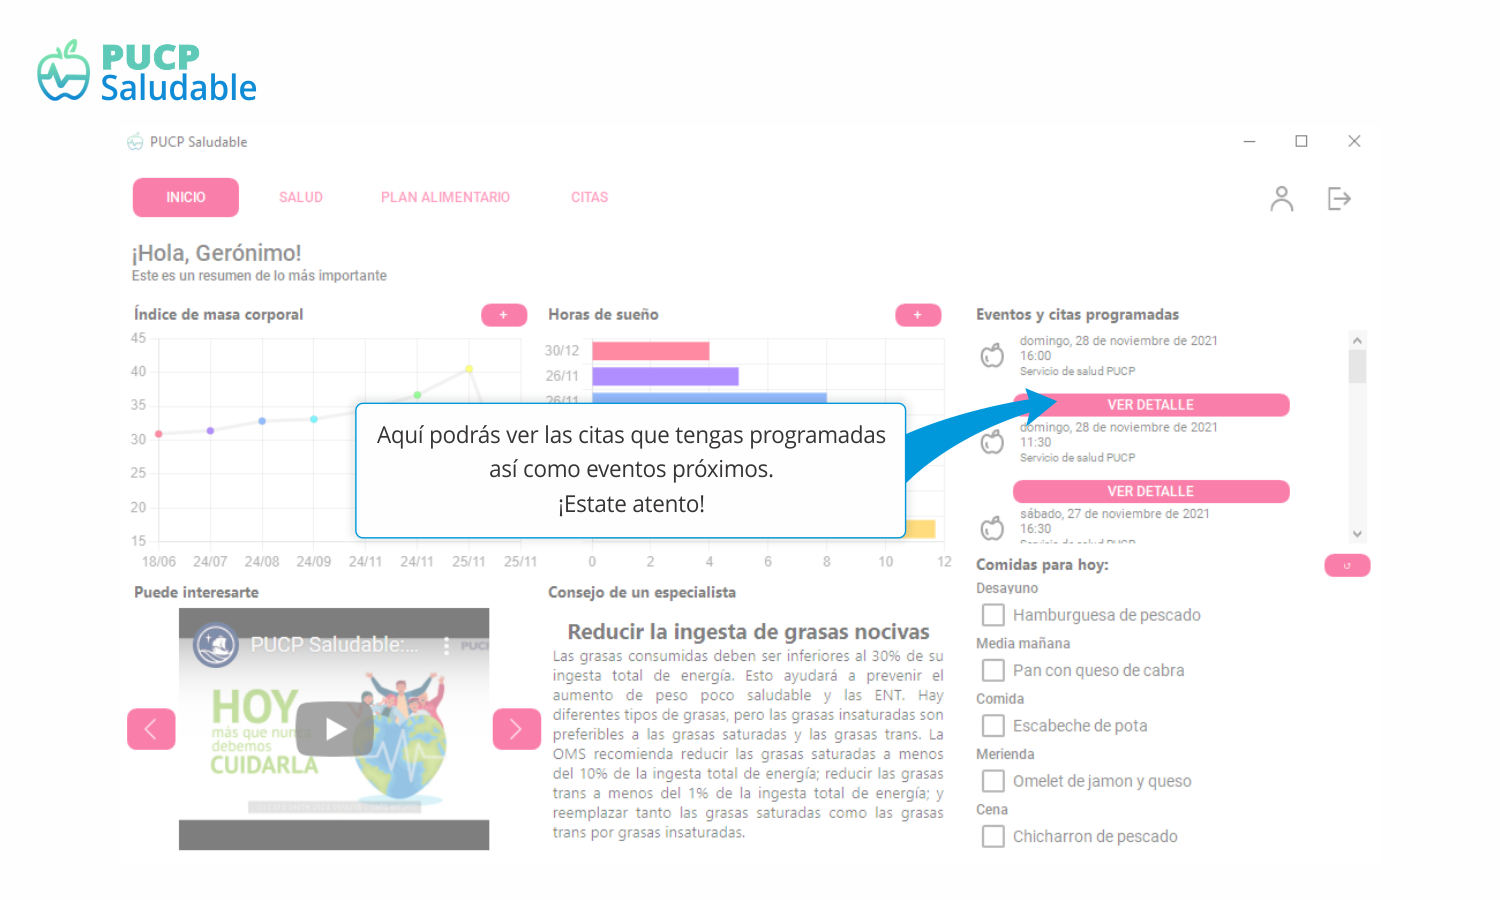 PUCP
Saludable
PUCP Saludable
INICIO
SALUD
PLAN ALIMENTARIO
CITAS
¡Hola, Gerónimo!
Este es un resumen de lo más importante
Índice de masa corporal
+
45
40
35
30
25
20
15
18/06
24/07
24/08
24/09
24/11
24/11
25/11
25/11
Horas de sueño
+
30/12
26/11
26/11
0
2
4
6
8
10
12
Aquí podrás ver las citas que tengas programadas
así como eventos próximos.
¡Estate atento!
Eventos y citas programadas
domingo, 28 de noviembre de 2021
16:00
Servicio de salud PUCP
VER DETALLE
domingo, 28 de noviembre de 2021
11:30
Servicio de salud PUCP
VER DETALLE
sábado, 27 de noviembre de 2021
16:30
Servicio de salud PUCP
Puede interesarte
PUCP Saludable:...
PUCP
HOY
más que nunca
debemos
CUIDARLA
Consejo de un especialista
Reducir la ingesta de grasas nocivas
Las grasas consumidas deben ser inferiores al 30% de su
ingesta total de energía. Esto ayudará a prevenir el
aumento de peso poco saludable y las ENT. Hay
diferentes tipos de grasas, pero las grasas insaturadas son
preferibles a las grasas saturadas y las grasas trans. La
OMS recomienda reducir las grasas saturadas a menos
del 10% de la ingesta total de energía; reducir las grasas
trans a menos del 1% de la ingesta total de energía; y
reemplazar tanto las grasas saturadas como las grasas
trans por grasas insaturadas.
Comidas para hoy:
Desayuno
Hamburguesa de pescado
Media mañana
Pan con queso de cabra
Comida
Escabeche de pota
Merienda
Omelet de jamon y queso
Cena
Chicharron de pescado